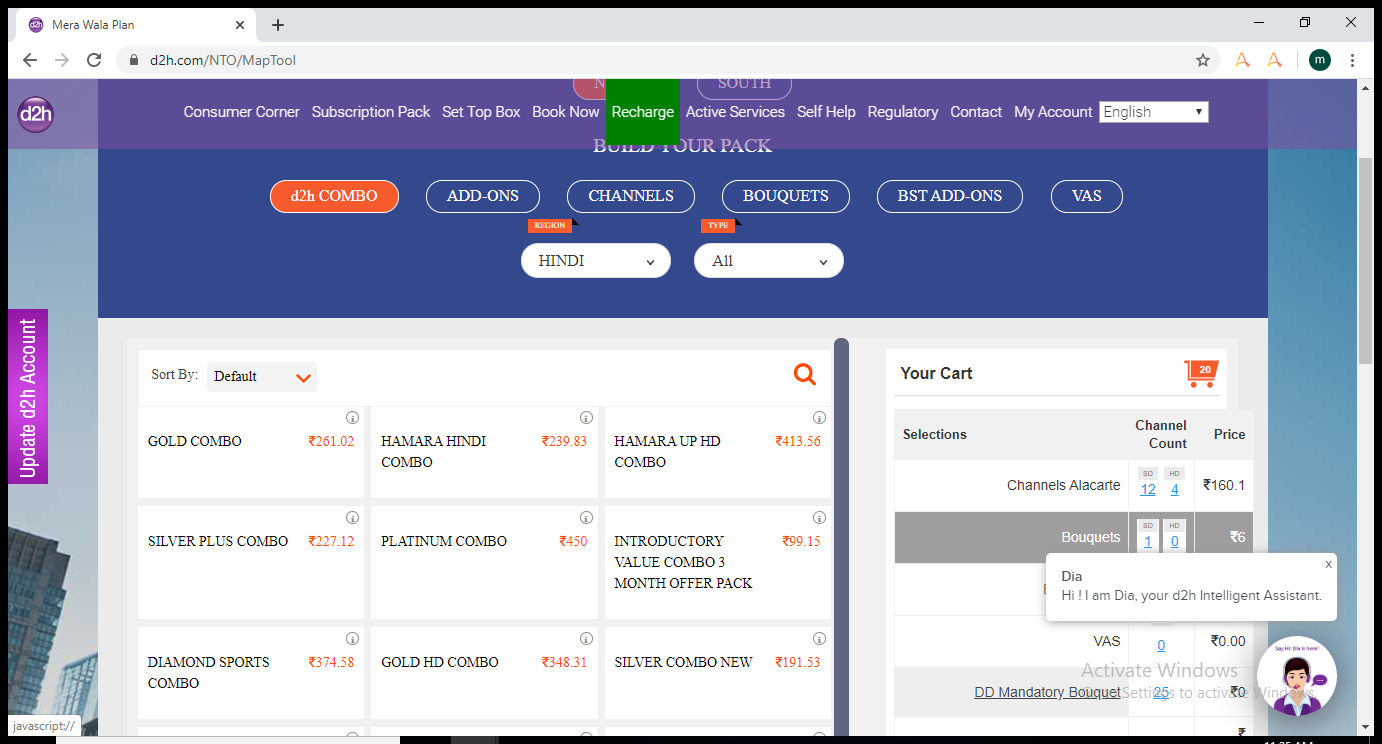 d2h Mera Wala Plan
d2h.com/NTO/MapTool
m
SOUTH
d2h
Consumer Corner Subscription Pack Set Top Box Book Now Recharge Active Services Self Help Regulatory Contact My Account English
BUILD YOUR PACK
d2h COMBO ADD-ONS CHANNELS BOUQUETS BST ADD-ONS VAS
REGION TYPE
HINDI All
Update d2h Account
Sort By: Default
GOLD COMBO ₹261.02
HAMARA HINDI COMBO ₹239.83
HAMARA UP HD COMBO ₹413.56
SILVER PLUS COMBO ₹227.12
PLATINUM COMBO ₹450
INTRODUCTORY VALUE COMBO 3 MONTH OFFER PACK ₹99.15
DIAMOND SPORTS COMBO ₹374.58
GOLD HD COMBO ₹348.31
SILVER COMBO NEW ₹191.53
Your Cart 20
Selections Channel Count Price
SD HD
Channels Alacarte 12 4 ₹160.1
SD HD
Bouquets 1 0 ₹6
x
Dia
Hi ! I am Dia, your d2h Intelligent Assistant.
VAS 0 ₹0.00
Say Hi! Dia is here!
Activate Windows
DD Mandatory Bouquet 25 ₹0
Settings to activate Windows.
₹
javascript://